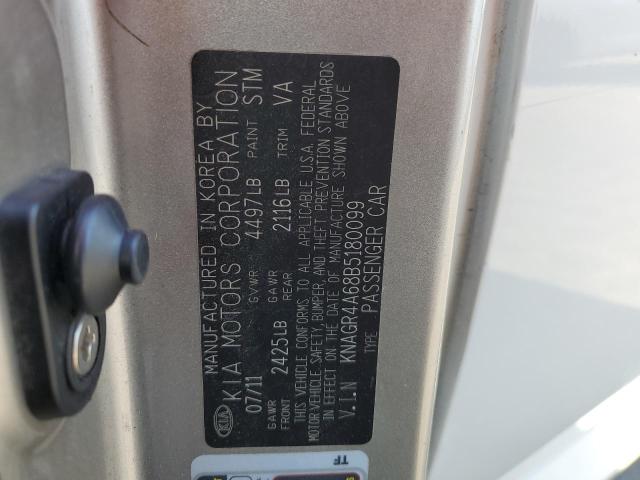 MANUFACTURED IN KOREA BY
KIA KIA MOTORS CORPORATION
07/11 GVWR 4497LB PAINT STM
GAWR FRONT 2425LB GAWR REAR 2116LB TRIM VA
THIS VEHICLE CONFORMS TO ALL APPLICABLE U.S.A. FEDERAL
MOTOR VEHICLE SAFETY, BUMPER, AND THEFT PREVENTION STANDARDS
IN EFFECT ON THE DATE OF MANUFACTURE SHOWN ABOVE
V.I.N KNAGR4A68B5180099
TYPE PASSENGER CAR
TF